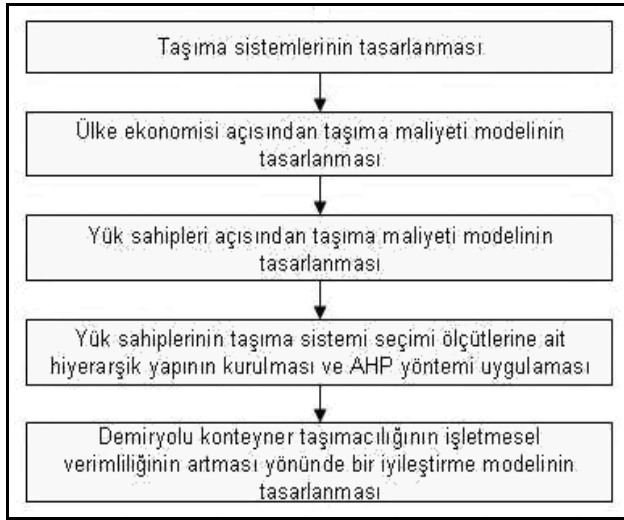 Taşıma sistemlerinin tasarlanması
Ülke ekonomisi açısından taşıma maliyeti modelinin
tasarlanması
Yük sahipleri açısından taşıma maliyeti modelinin
tasarlanması
Yük sahiplerinin taşıma sistemi seçimi ölçütlerine ait
hiyerarşik yapının kurulması ve AHP yöntemi uygulaması
Demiryolu konteyner taşımacılığının işletmesel
verimliliğinin artması yönünde bir iyileştirme modelinin
tasarlanması